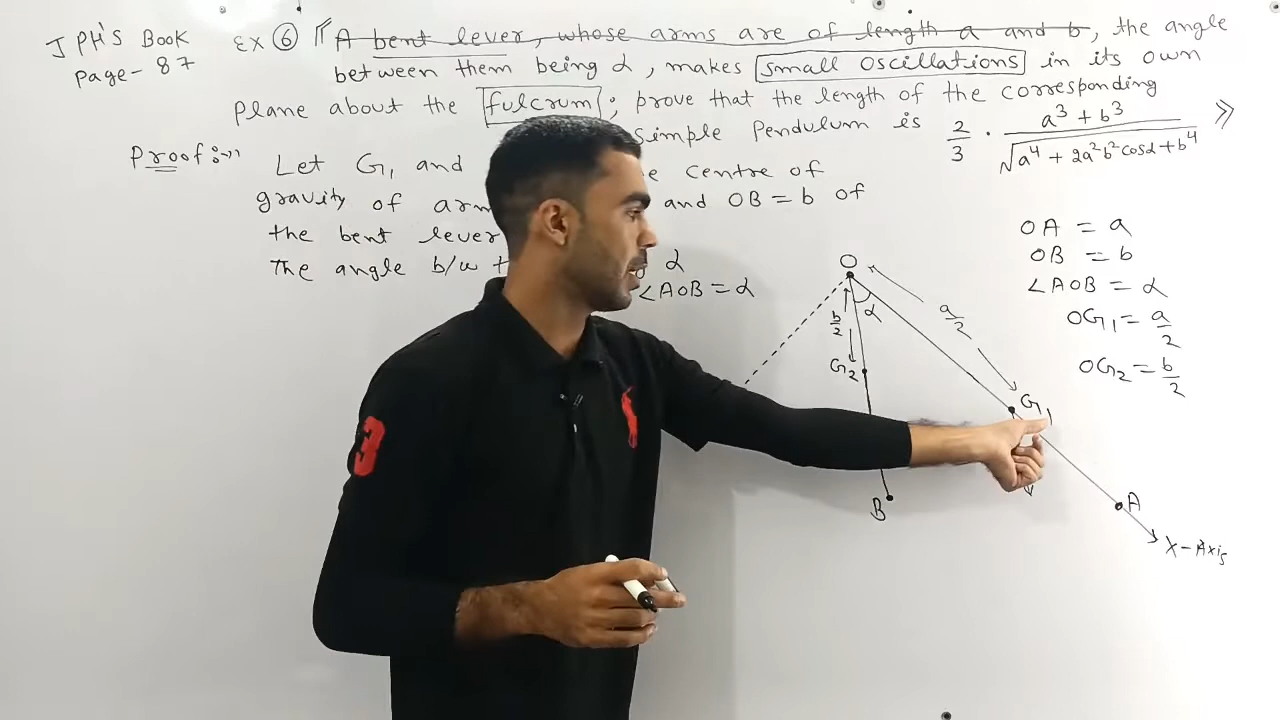 JPH'S BOOK
Page- 87
Ex 6 A bent lever, whose arms are of length a and b, the angle
between them being α, makes small oscillations in its own
plane about the fulcrum; prove that the length of the corresponding
simple Pendulum is 2/3 · a³ + b³ / √a⁴ + 2a²b²cosα + b⁴
Proof:->
Let G₁ and e centre of
gravity of arm and OB = b of
the bent lever
The angle b/w α
∠AOB = α
OA = a
OB = b
∠AOB = α
OG₁ = a/2
OG₂ = b/2
O
α
a/2
b/2
G₂
G₁
B
A
X-Axis
3